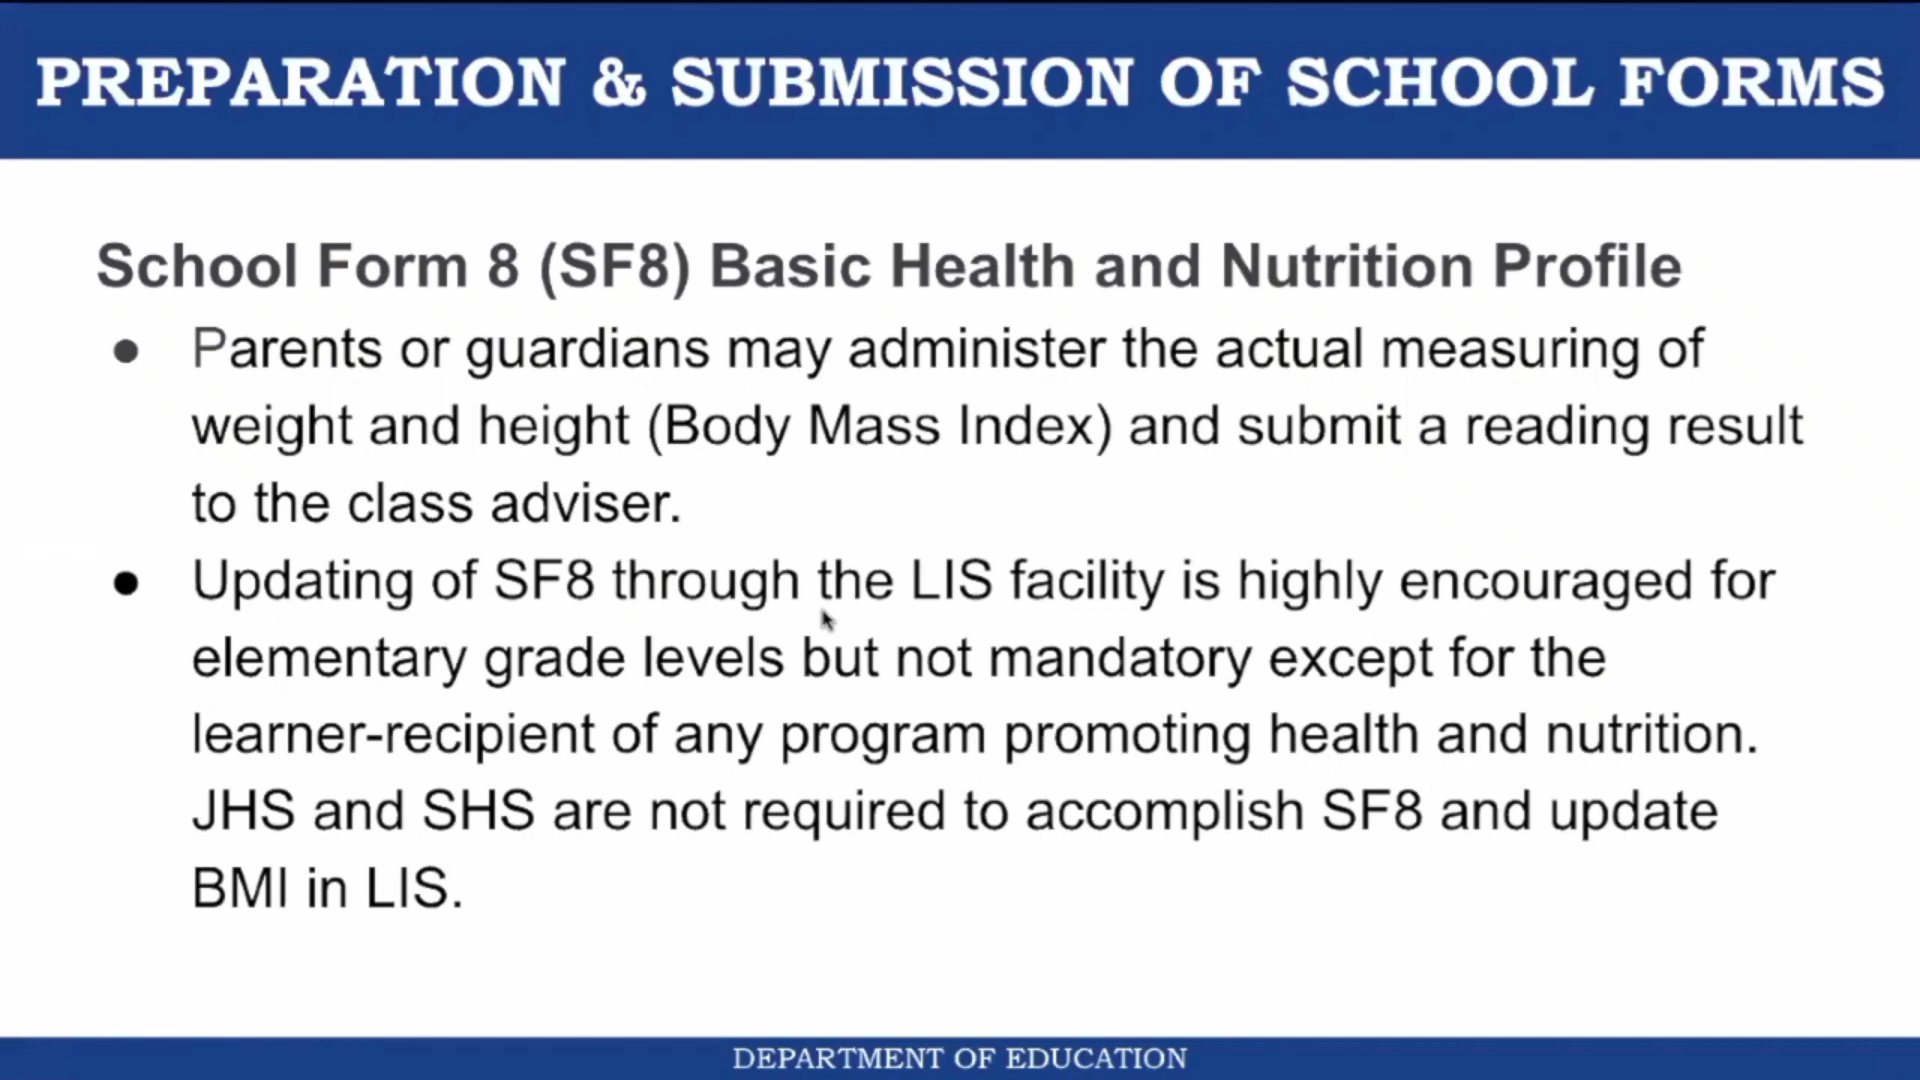 PREPARATION & SUBMISSION OF SCHOOL FORMS
School Form 8 (SF8) Basic Health and Nutrition Profile
● Parents or guardians may administer the actual measuring of
weight and height (Body Mass Index) and submit a reading result
to the class adviser.
● Updating of SF8 through the LIS facility is highly encouraged for
elementary grade levels but not mandatory except for the
learner-recipient of any program promoting health and nutrition.
JHS and SHS are not required to accomplish SF8 and update
BMI in LIS.
DEPARTMENT OF EDUCATION